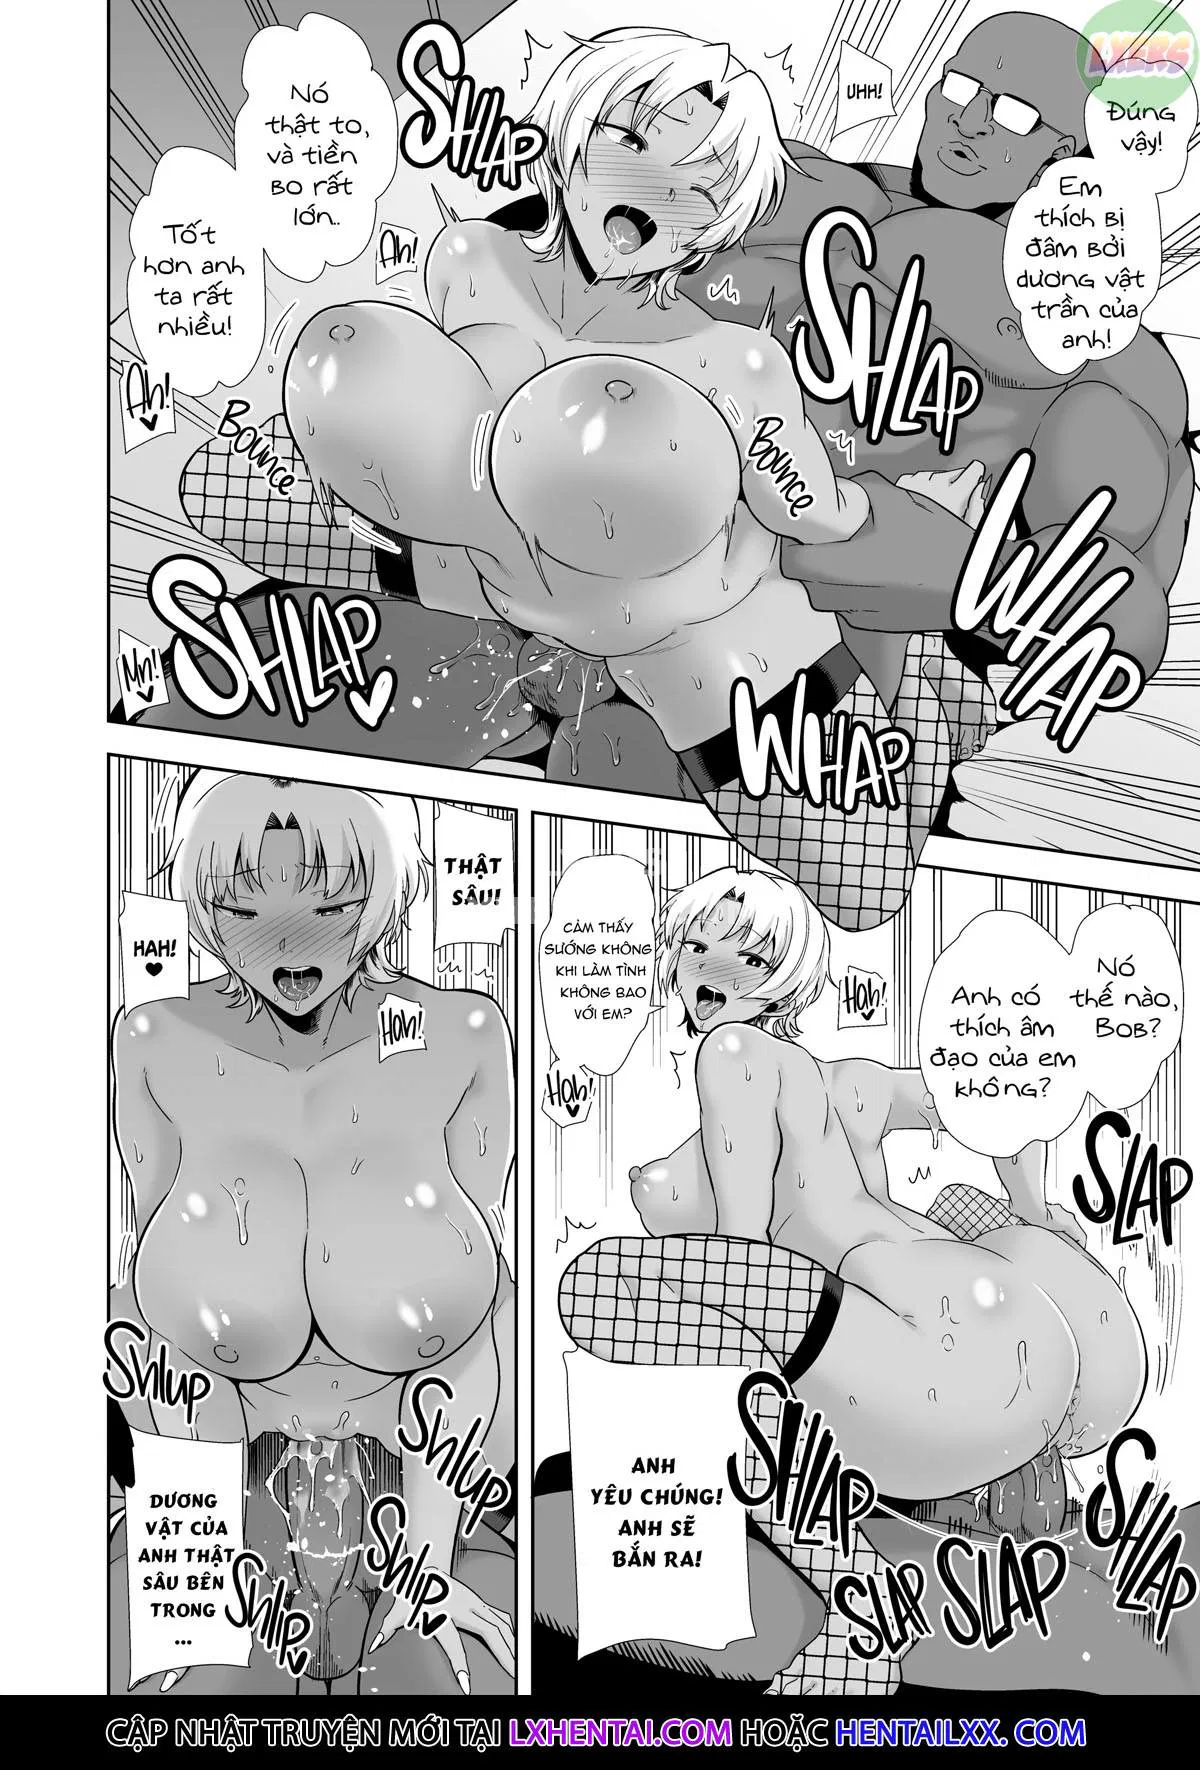 LXERS
Đúng
vậy!
Em
thích bị
đâm bởi
dương vật
trần của
anh!
UHH!
SHLAP
Nó
thật to,
và tiền
bo rất
lớn..
Tốt
hơn anh
ta rất
nhiều!
Ah!
Ah!
SHLAP
Bounce
Bounce
WHAP
SHLAP
Mn!
WHAP
Nó
thế nào,
Bob?
Anh có
thích âm
đạo của em
không?
CẢM THẤY
SƯỚNG KHÔNG
KHI LÀM TÌNH
KHÔNG BAO
VỚI EM?
Hah!
Hah!
SLAP
SHLAP
SHLAP
SLAP
SLAP
ANH
YÊU CHÚNG!
ANH SẼ
BẮN RA!
THẬT
SÂU!
HAH!
Hah!
Shlup
Shlup
Shlip
Shlip
DƯƠNG
VẬT CỦA
ANH THẬT
SÂU BÊN
TRONG
...
CẬP NHẬT TRUYỆN MỚI TẠI LXHENTAI.COM HOẶC HENTAILXX. COM